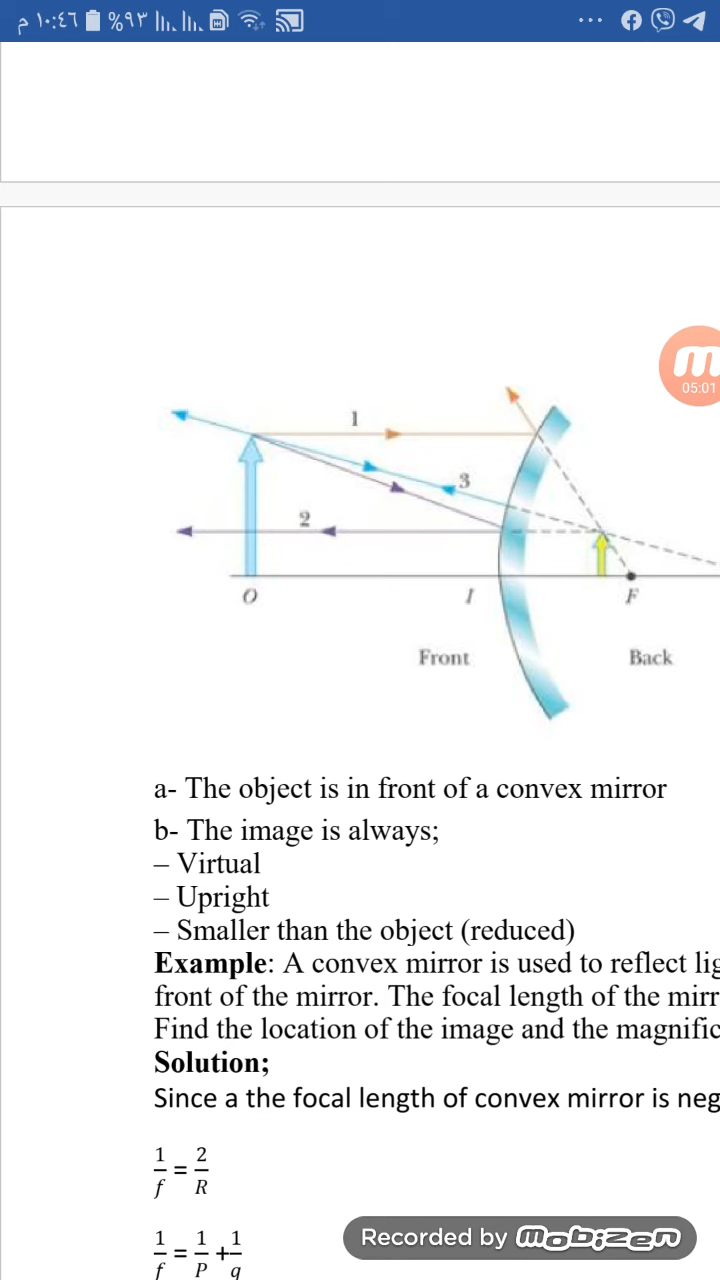 م ١٠:٤٦ %٩٣
05:01
1
3
2
O I F
Front Back
a- The object is in front of a convex mirror
b- The image is always;
– Virtual
– Upright
– Smaller than the object (reduced)
Example: A convex mirror is used to reflect lig
front of the mirror. The focal length of the mirr
Find the location of the image and the magnific
Solution;
Since a the focal length of convex mirror is neg
1/f = 2/R
1/f = 1/P + 1/q
Recorded by mobizen